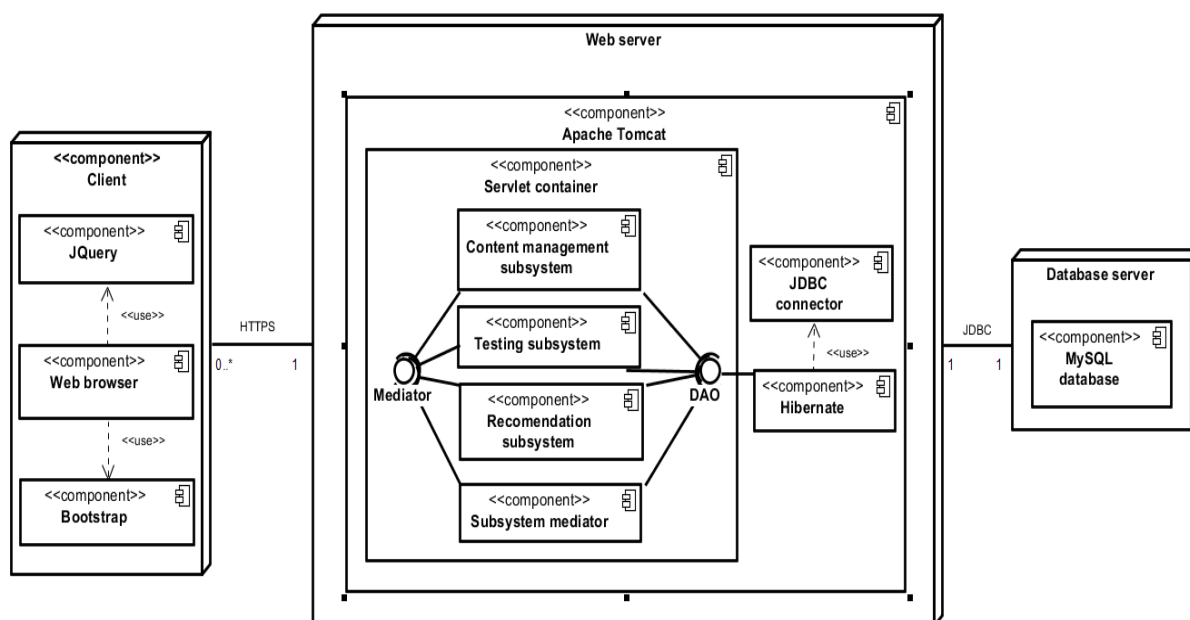 <<component>>
Client
<<component>>
JQuery
<<use>>
<<component>>
Web browser
<<use>>
<<component>>
Bootstrap
HTTPS
0..*
1
Web server
<<component>>
Apache Tomcat
<<component>>
Servlet container
<<component>>
Content management
subsystem
<<component>>
Testing subsystem
Mediator
DAO
<<component>>
Recomendation
subsystem
<<component>>
Subsystem mediator
<<component>>
JDBC
connector
<<use>>
<<component>>
Hibernate
JDBC
1
1
Database server
<<component>>
MySQL
database